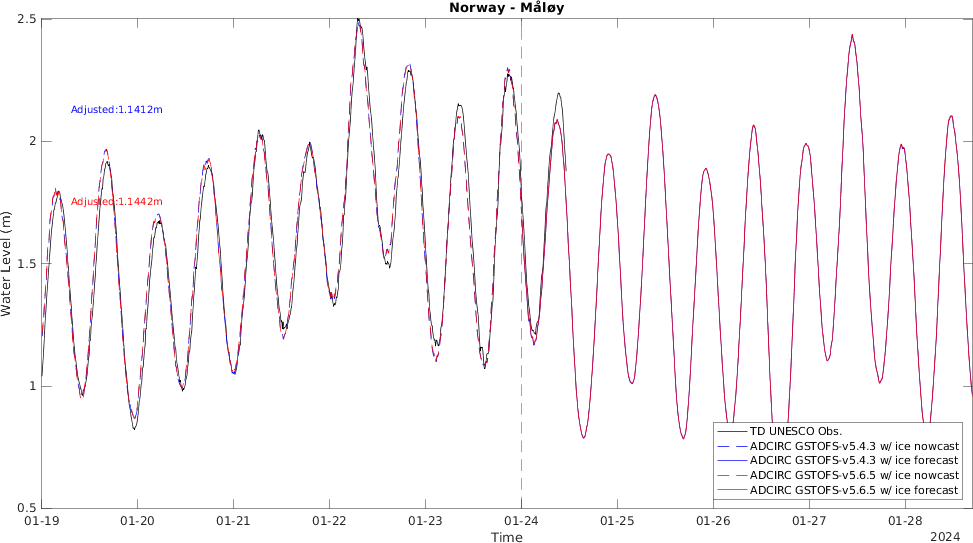 Norway - Måløy
2.5
2
1.5
1
0.5
Water Level (m)
Adjusted:1.1412m
Adjusted:1.1442m
TD UNESCO Obs.
ADCIRC GSTOFS-v5.4.3 w/ ice nowcast
ADCIRC GSTOFS-v5.4.3 w/ ice forecast
ADCIRC GSTOFS-v5.6.5 w/ ice nowcast
ADCIRC GSTOFS-v5.6.5 w/ ice forecast
01-19 01-20 01-21 01-22 01-23 01-24 01-25 01-26 01-27 01-28
Time
2024